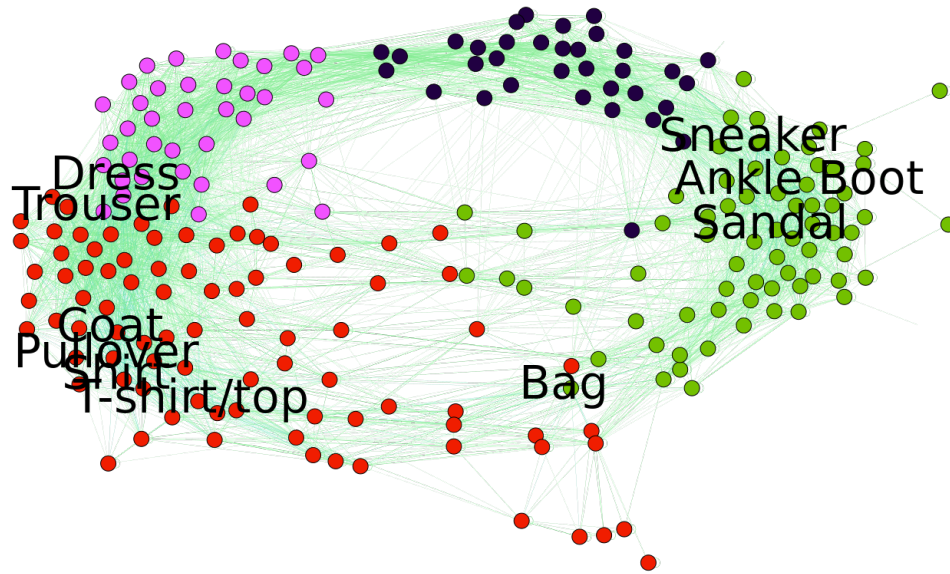 Sneaker
Dress
Ankle Boot
Trouser
Sandal
Coat
Pullover
Shirt
Bag
T-shirt/top